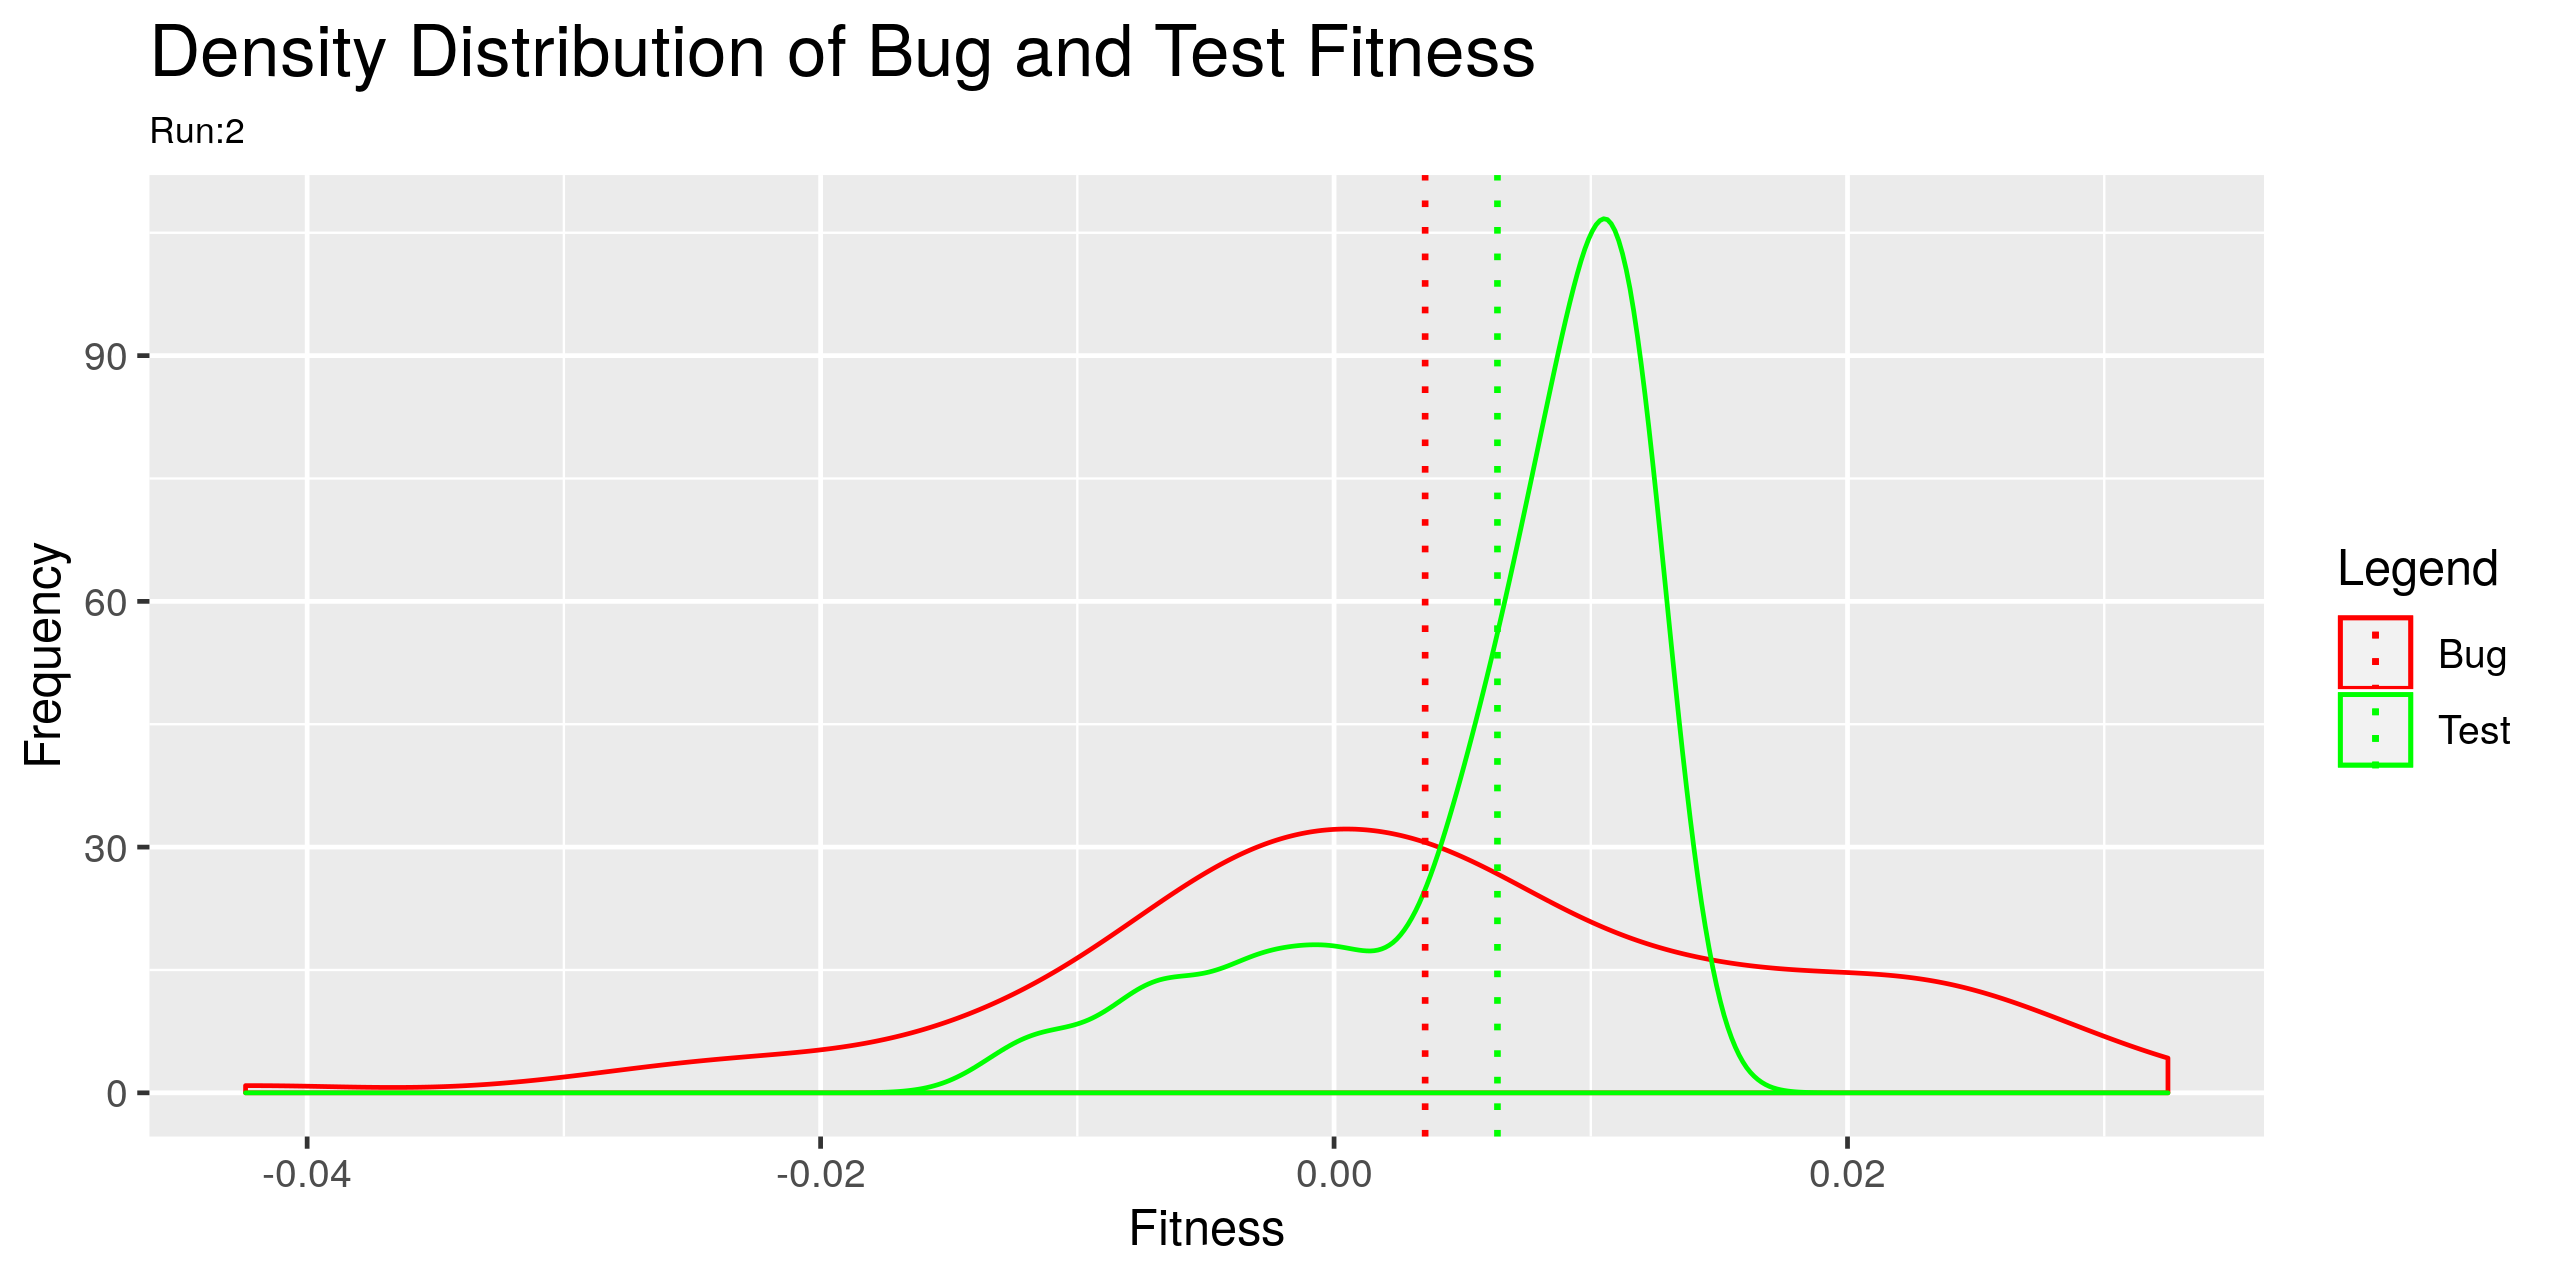 Density Distribution of Bug and Test Fitness
Run:2
Frequency
90
60
30
0
-0.04
-0.02
0.00
0.02
Fitness
Legend
Bug
Test